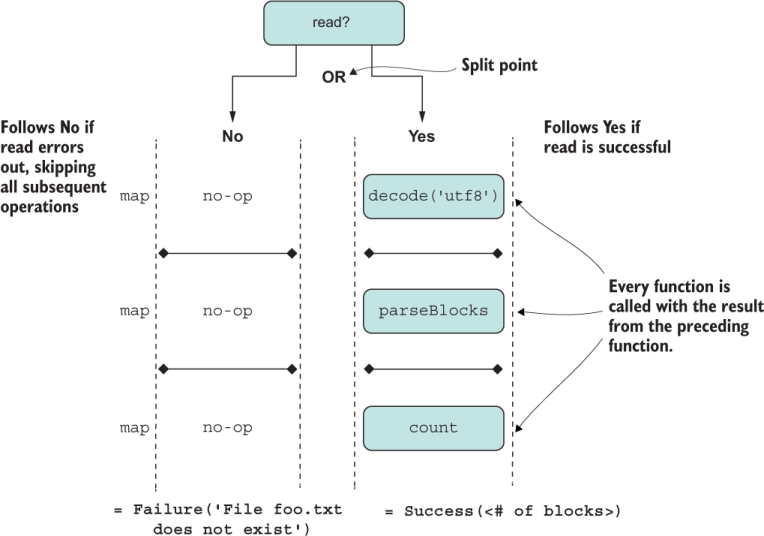 read?
OR
Split point
Follows No if
read errors
out, skipping
all subsequent
operations
No
Yes
Follows Yes if
read is successful
map
no-op
decode('utf8')
Every function is
called with the result
from the preceding
function.
map
no-op
parseBlocks
map
no-op
count
= Failure('File foo.txt
does not exist')
= Success(<# of blocks>)